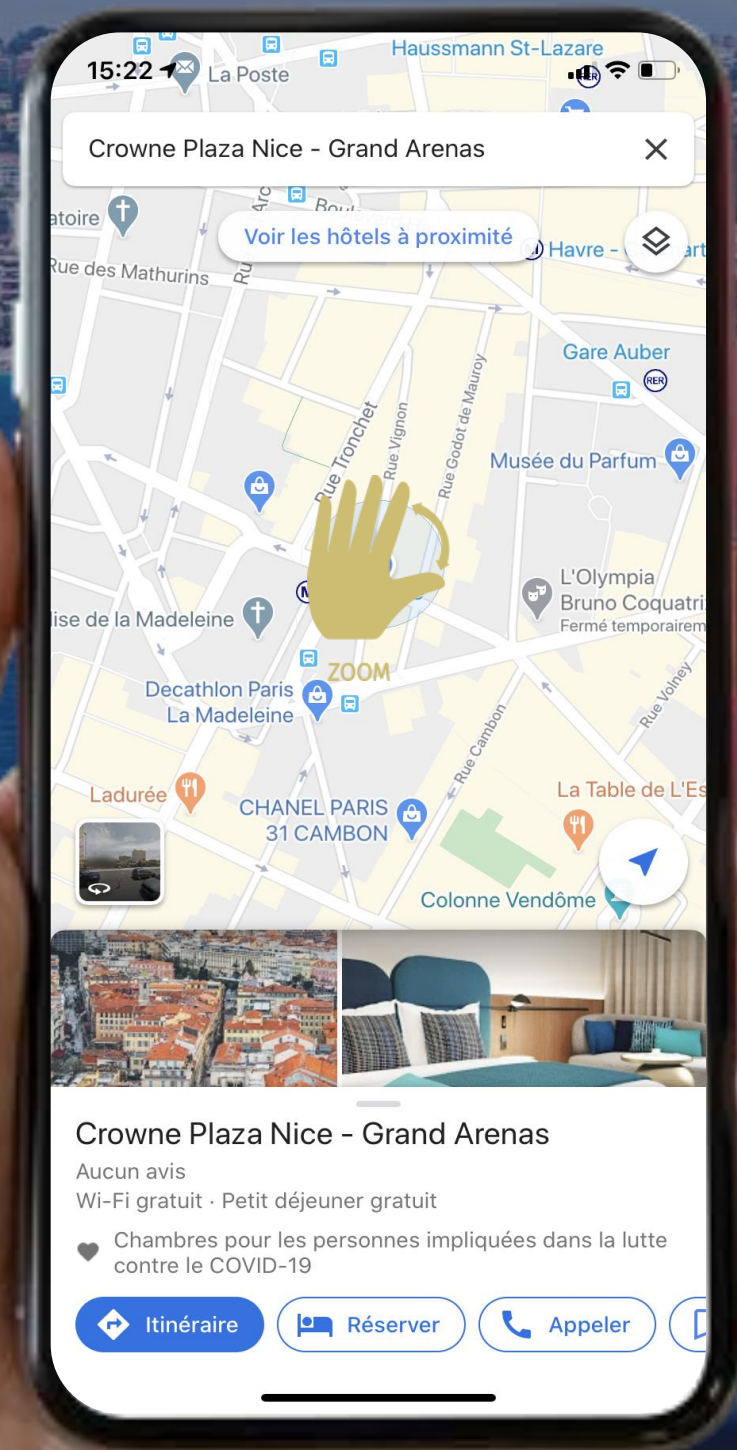 Haussmann St-Lazare
15:22
La Poste
RER
Crowne Plaza Nice - Grand Arenas
atoire
Voir les hôtels à proximité
Havre -
art
Rue des Mathurins
Gare Auber
RER
Rue Tronchet
Rue Vignon
Rue Godot de Mauroy
Musée du Parfum
L'Olympia
Bruno Coquatri
Fermé temporairem
lise de la Madeleine
ZOOM
Decathlon Paris
La Madeleine
Rue Volney
Rue Cambon
Ladurée
La Table de L'Es
CHANEL PARIS
31 CAMBON
Colonne Vendôme
Crowne Plaza Nice - Grand Arenas
Aucun avis
Wi-Fi gratuit · Petit déjeuner gratuit
Chambres pour les personnes impliquées dans la lutte
contre le COVID-19
Itinéraire
Réserver
Appeler